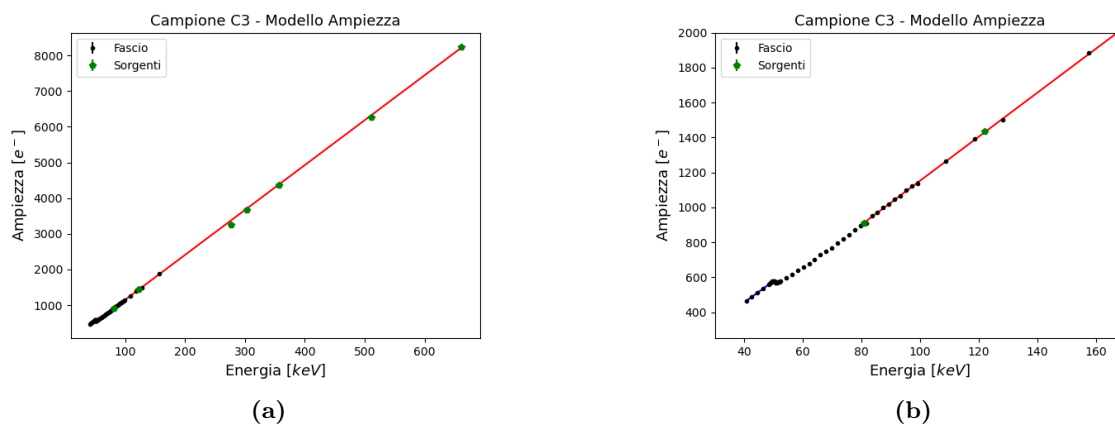 Campione C3 - Modello Ampiezza
Fascio
Sorgenti
Ampiezza [e⁻]
8000
7000
6000
5000
4000
3000
2000
1000
100 200 300 400 500 600
Energia [keV]
(a)
Campione C3 - Modello Ampiezza
Fascio
Sorgenti
Ampiezza [e⁻]
2000
1800
1600
1400
1200
1000
800
600
400
40 60 80 100 120 140 160
Energia [keV]
(b)